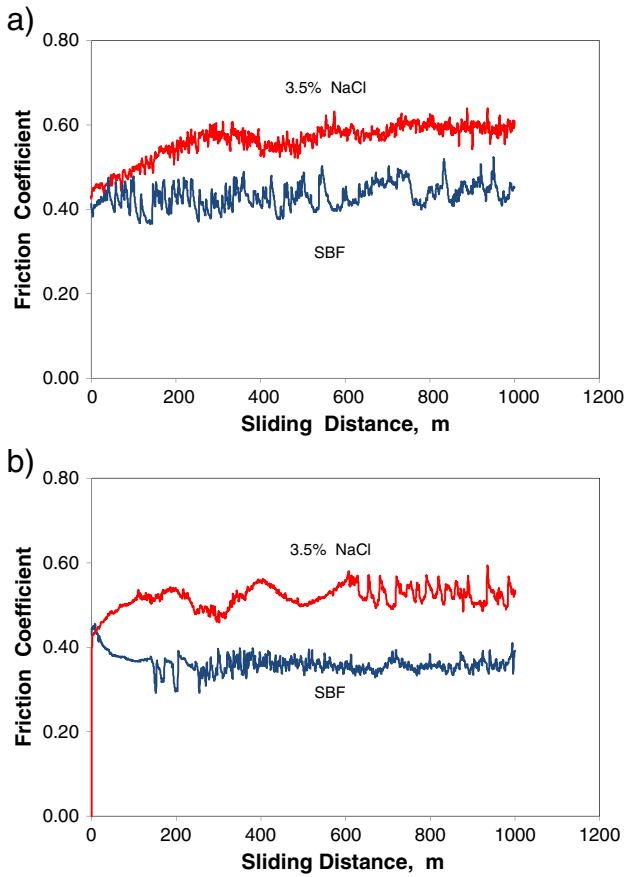 a)
0.80
3.5% NaCl
0.60
Friction Coefficient
0.40
SBF
0.20
0.00
0 200 400 600 800 1000 1200
Sliding Distance, m
b)
0.80
3.5% NaCl
0.60
Friction Coefficient
0.40
SBF
0.20
0.00
0 200 400 600 800 1000 1200
Sliding Distance, m